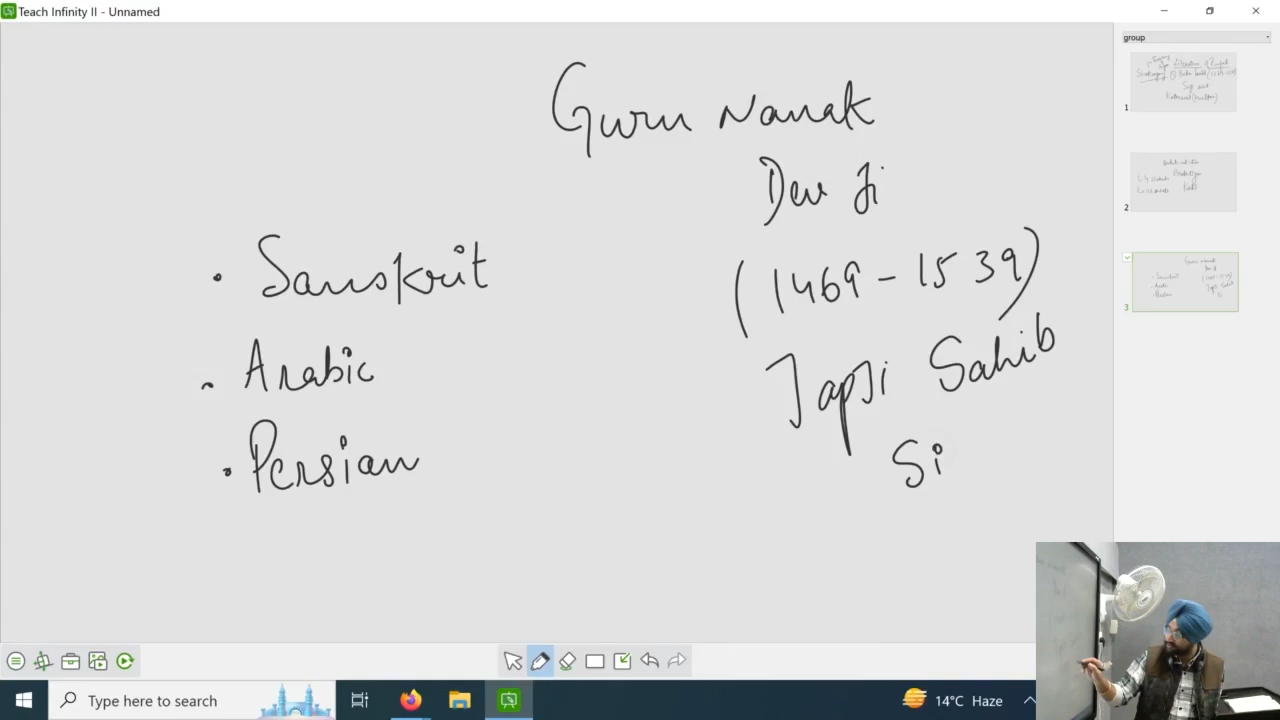 Teach Infinity II - Unnamed
group
Guru Nanak
Dev Ji
(1469-1539)
Japji Sahib
Si
• Sanskrit
• Arabic
• Persian
1
2
3
Type here to search
14°C Haze